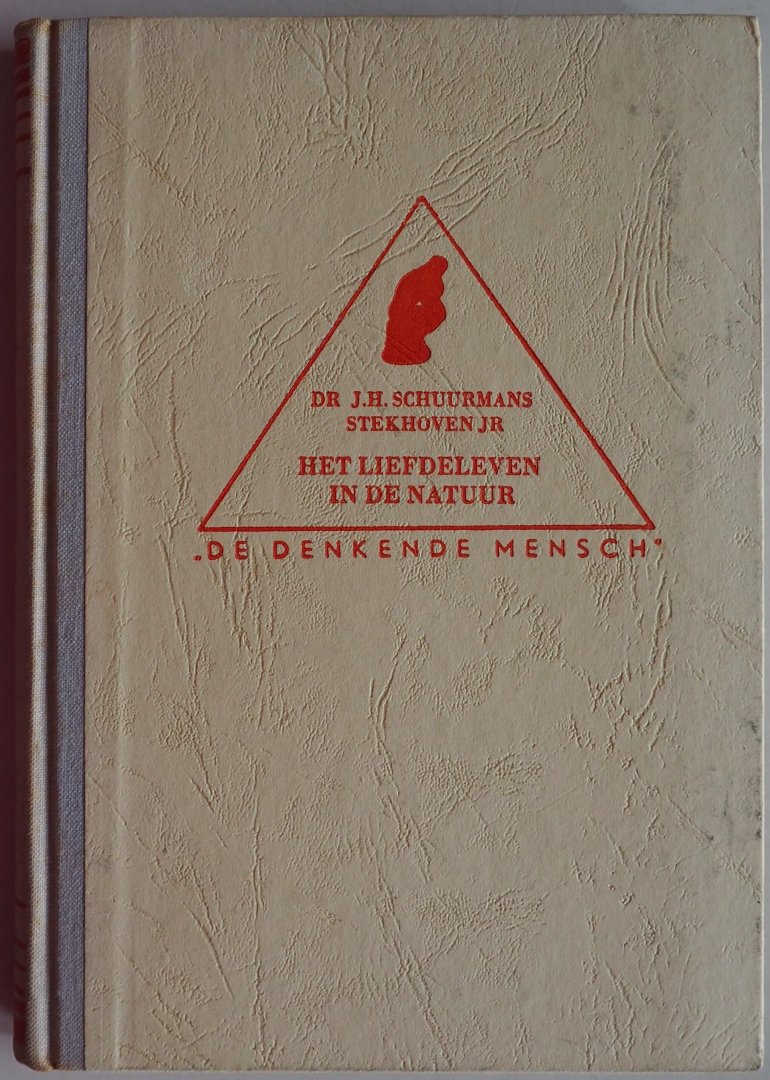 DR J.H. SCHUURMANS
STEKHOVEN JR
HET LIEFDELEVEN
IN DE NATUUR
„DE DENKENDE MENSCH"